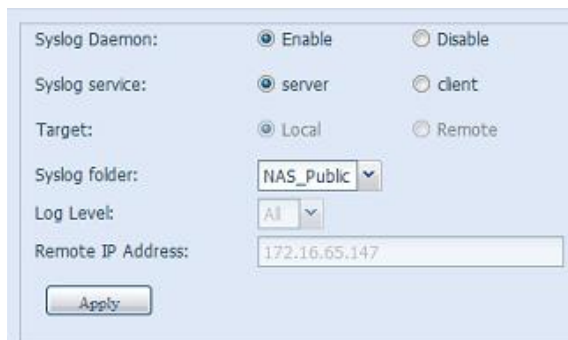 Syslog Daemon: Enable Disable
Syslog service: server client
Target: Local Remote
Syslog folder: NAS_Public
Log Level: All
Remote IP Address: 172.16.65.147
Apply